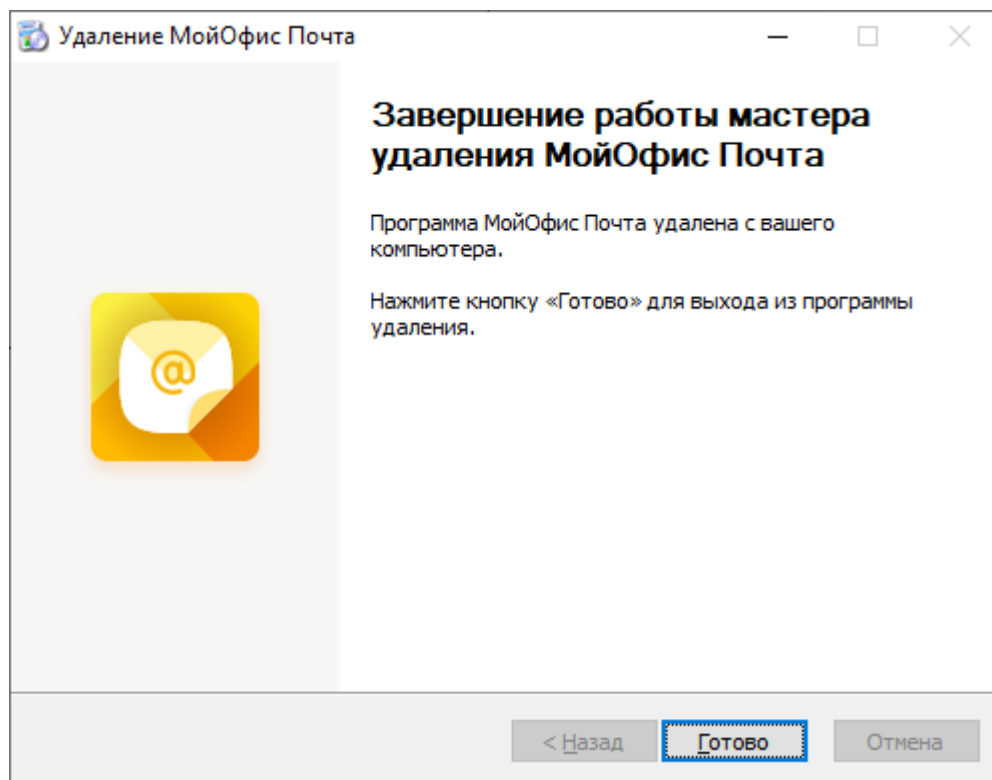 Удаление МойОфис Почта
Завершение работы мастера
удаления МойОфис Почта
Программа МойОфис Почта удалена с вашего
компьютера.
Нажмите кнопку «Готово» для выхода из программы
удаления.
@
< Назад
Готово
Отмена